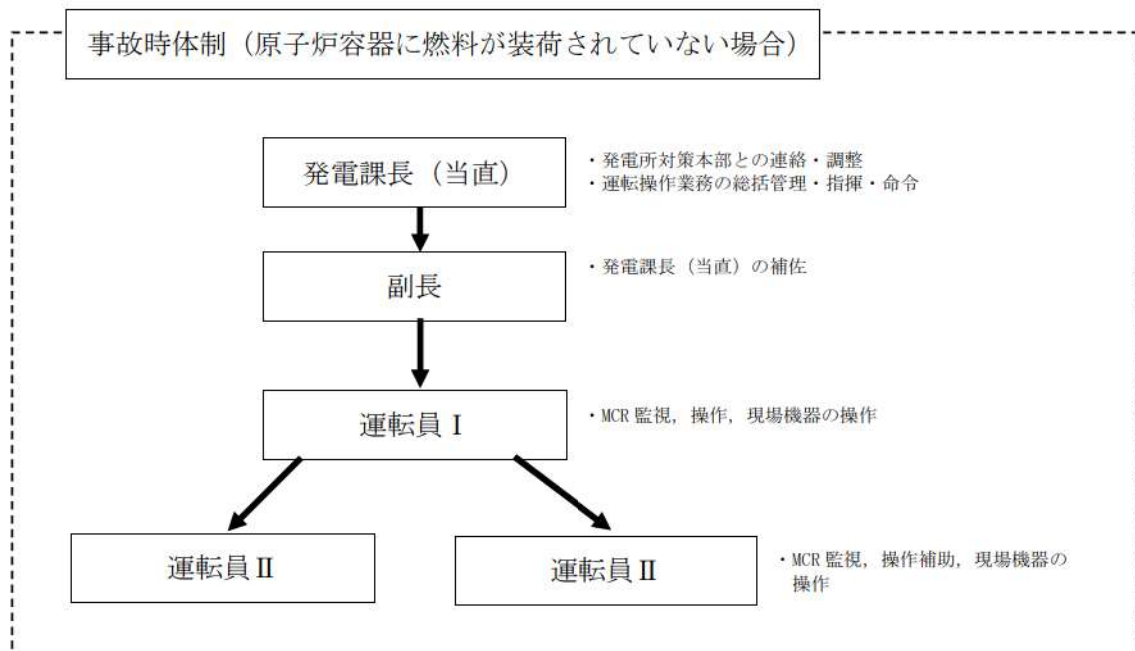 事故時体制（原子炉容器に燃料が装荷されていない場合）
発電課長（当直）
・発電所対策本部との連絡・調整
・運転操作業務の総括管理・指揮・命令
副長
・発電課長（当直）の補佐
運転員Ⅰ
・MCR 監視，操作，現場機器の操作
運転員Ⅱ
運転員Ⅱ
・MCR 監視，操作補助，現場機器の
操作